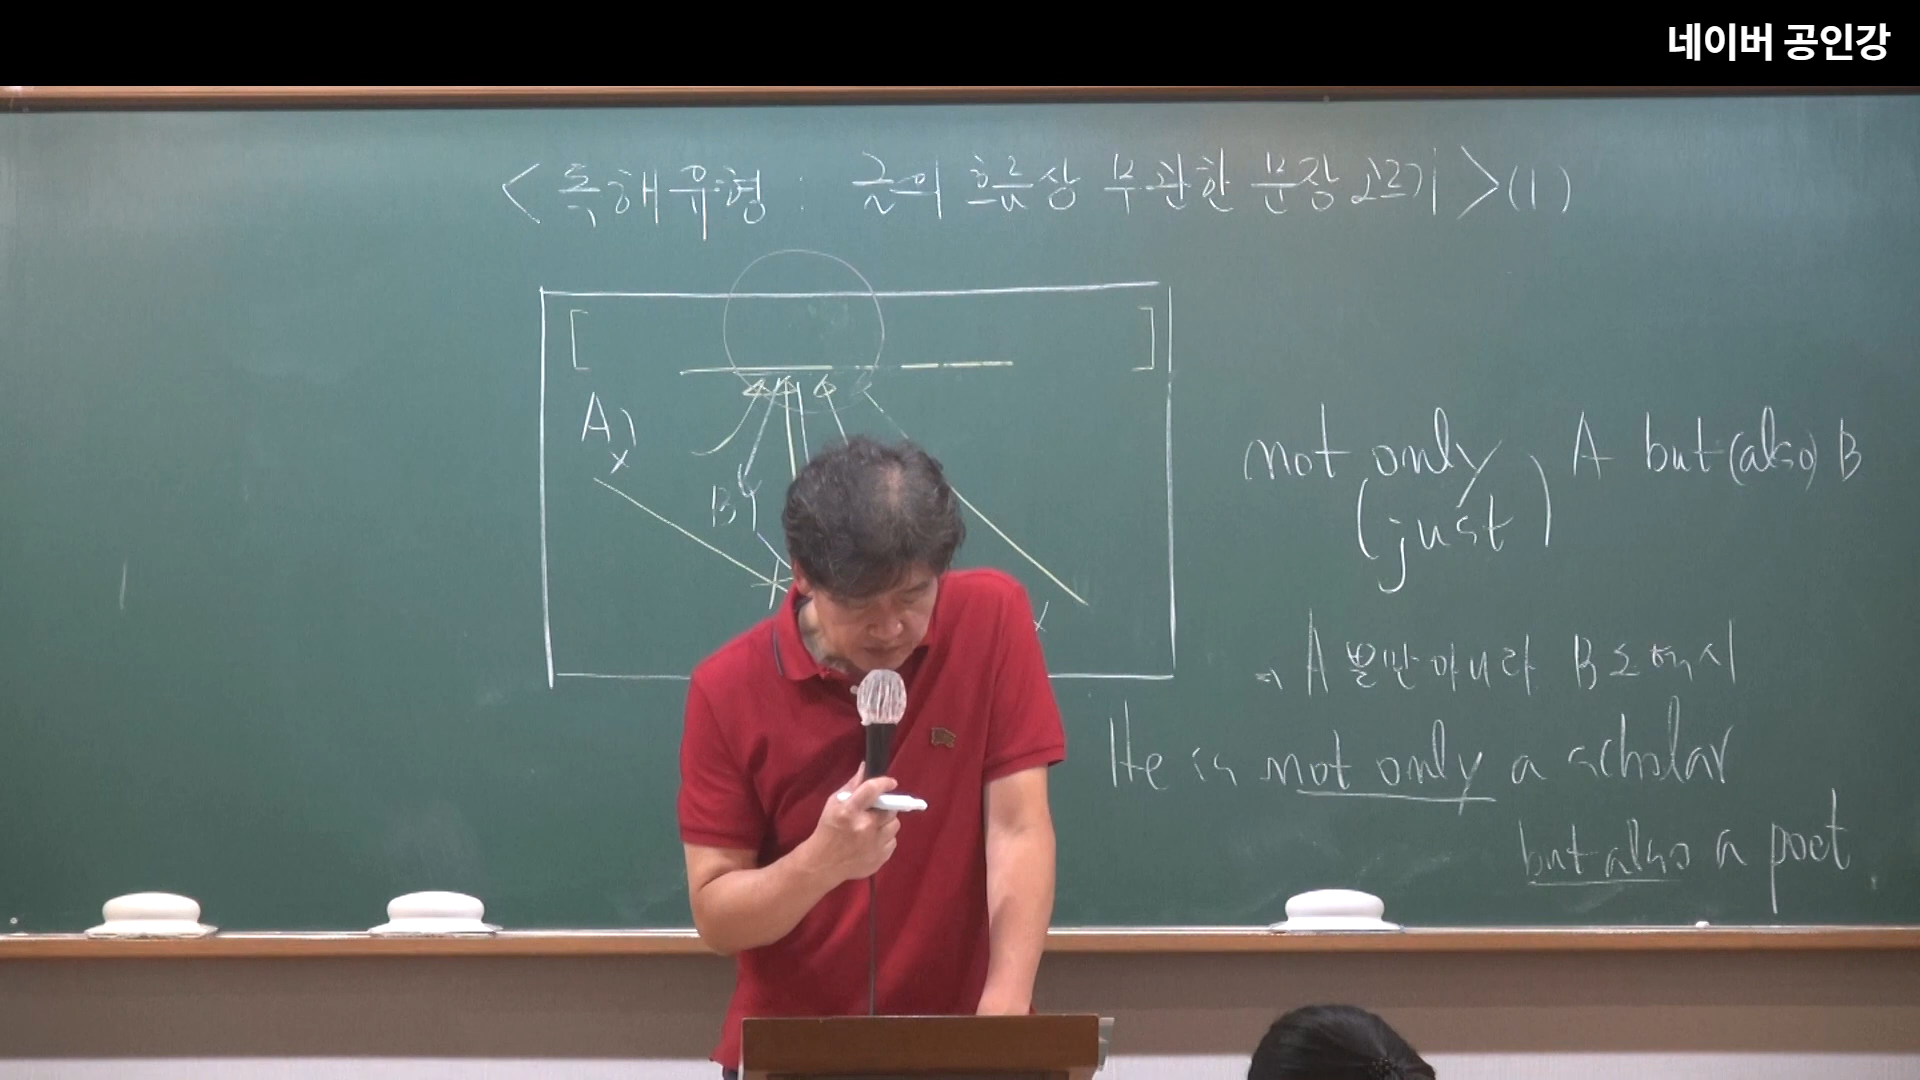 네이버 공인강
<독해유형 : 글의 흐름상 무관한 문장 고르기>(1)
[ ]
A)
x
B)
x
not only A but (also) B
(just)
⇒ A 뿐만 아니라 B도 역시
He is not only a scholar
but also a poet